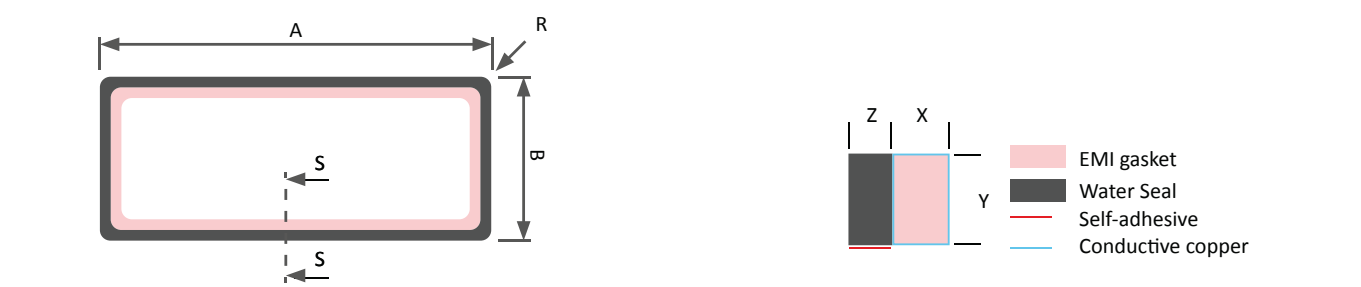 A
R
B
S
S
Z X
Y
EMI gasket
Water Seal
Self-adhesive
Conductive copper